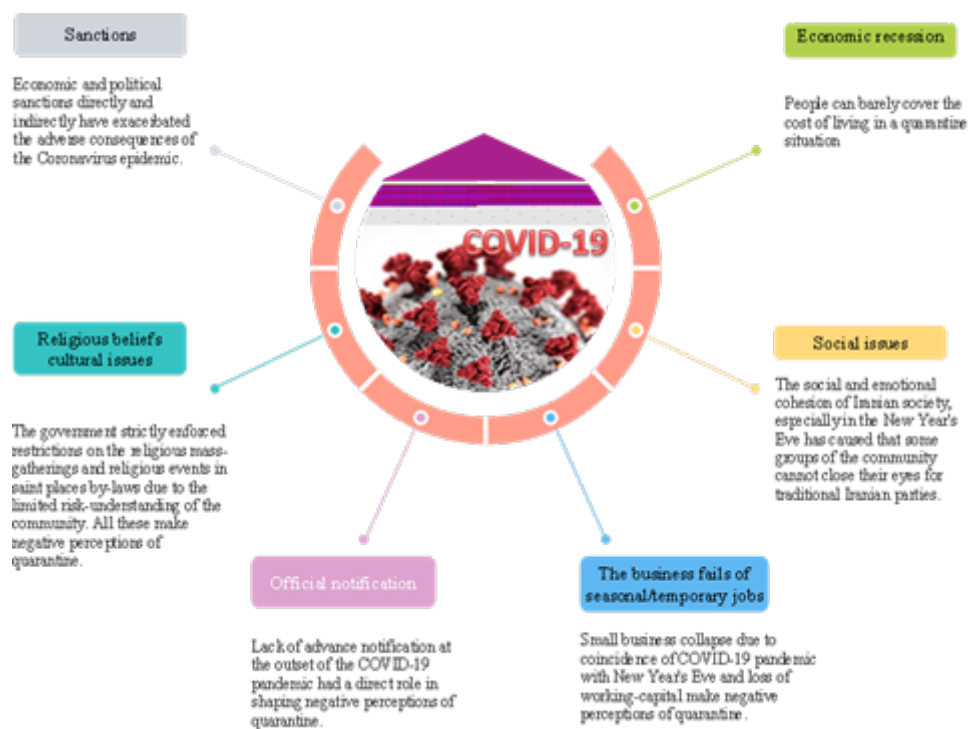 Sanctions
Economic and political
sanctions directly and
indirectly have exacerbated
the adverse consequences of
the Coronavirus epidemic.
Economic recession
People can barely cover the
cost of living in a quarantine
situation
COVID-19
Religious beliefs
cultural issues
The government strictly enforced
restrictions on the religious mass-
gatherings and religious events in
saint places by-laws due to the
limited risk-understanding of the
community. All these make
negative perceptions of
quarantine.
Social issues
The social and emotional
cohesion of Iranian society,
especially in the New Year's
Eve has caused that some
groups of the community
cannot close their eyes for
traditional Iranian parties.
Official notification
Lack of advance notification at
the outset of the COVID-19
pandemic had a direct role in
shaping negative perceptions of
quarantine.
The business fails of
seasonal/temporary jobs
Small business collapse due to
coincidence of COVID-19 pandemic
with New Year's Eve and loss of
working-capital make negative
perceptions of quarantine.